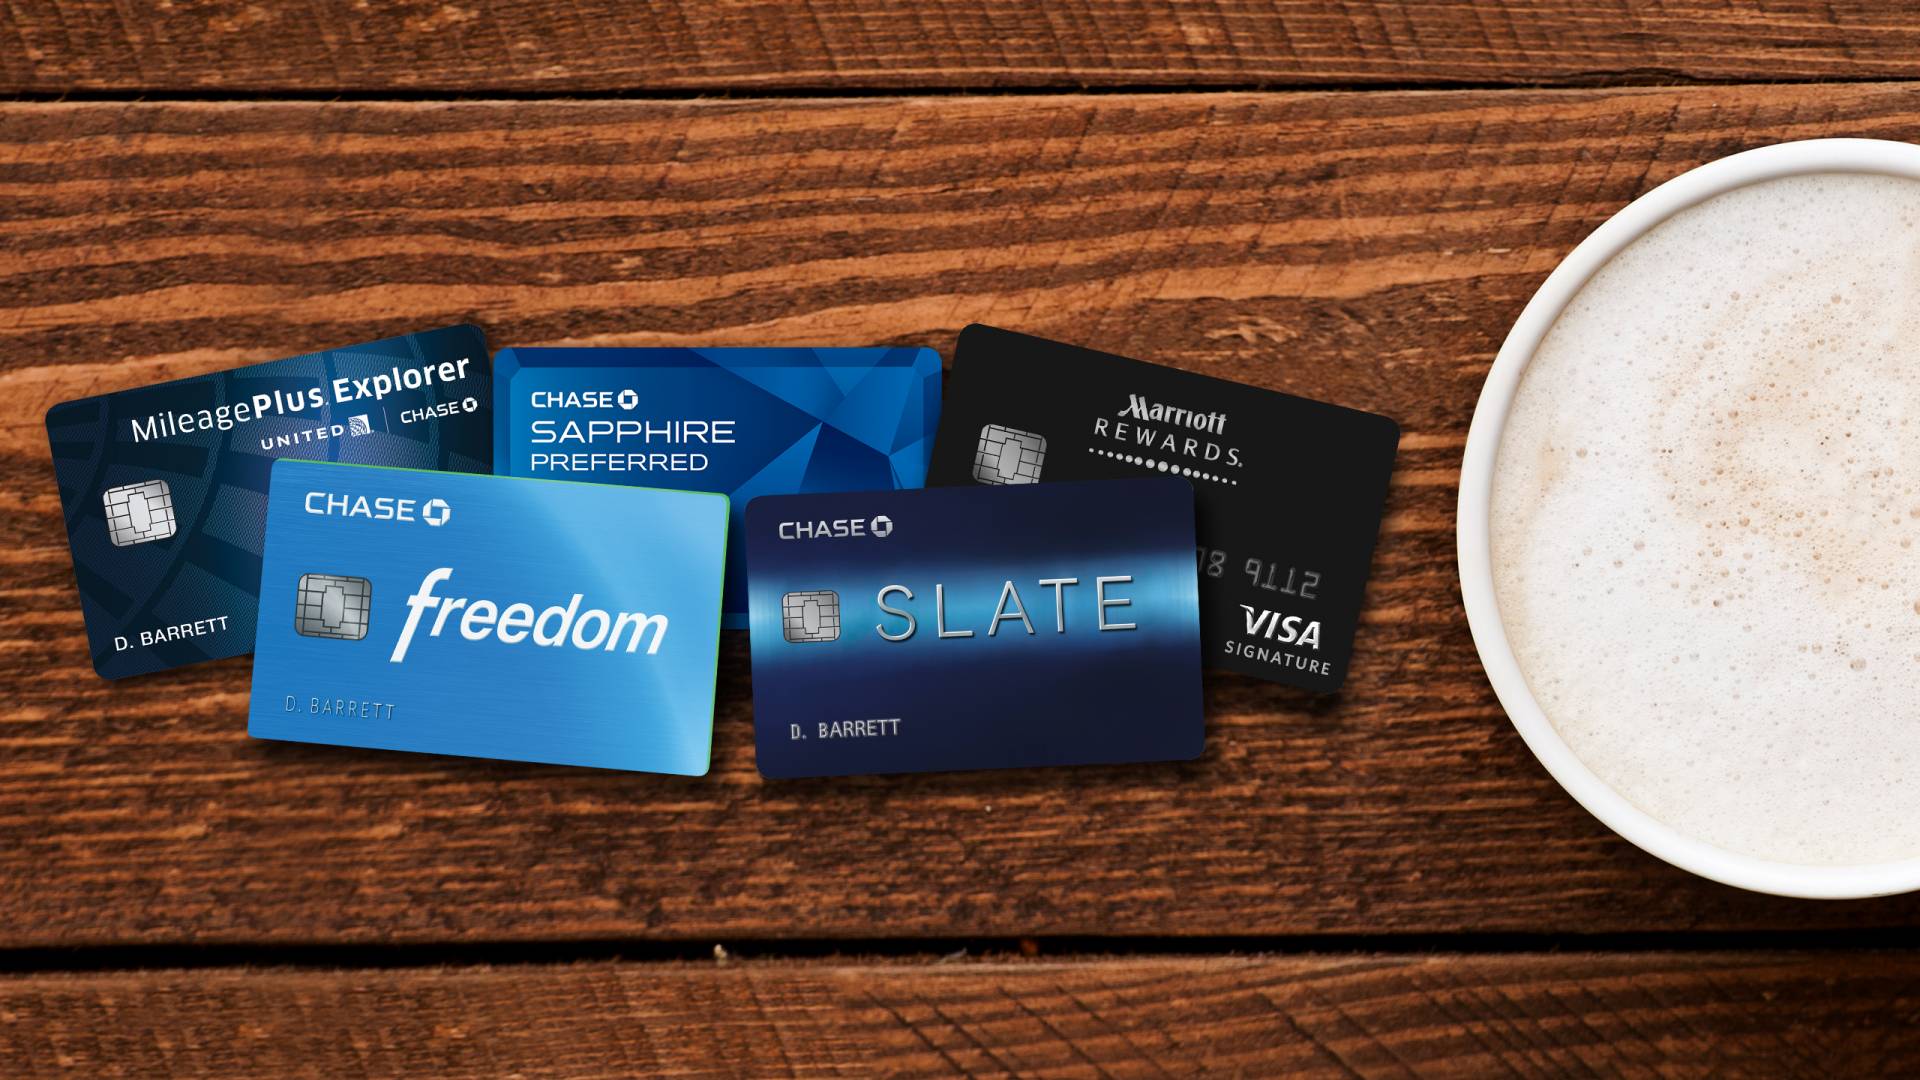 MileagePlus Explorer
UNITED CHASE
D. BARRETT
CHASE
SAPPHIRE
PREFERRED
Marriott
REWARDS
9112
VISA
SIGNATURE
CHASE
freedom
D. BARRETT
CHASE
SLATE
D. BARRETT